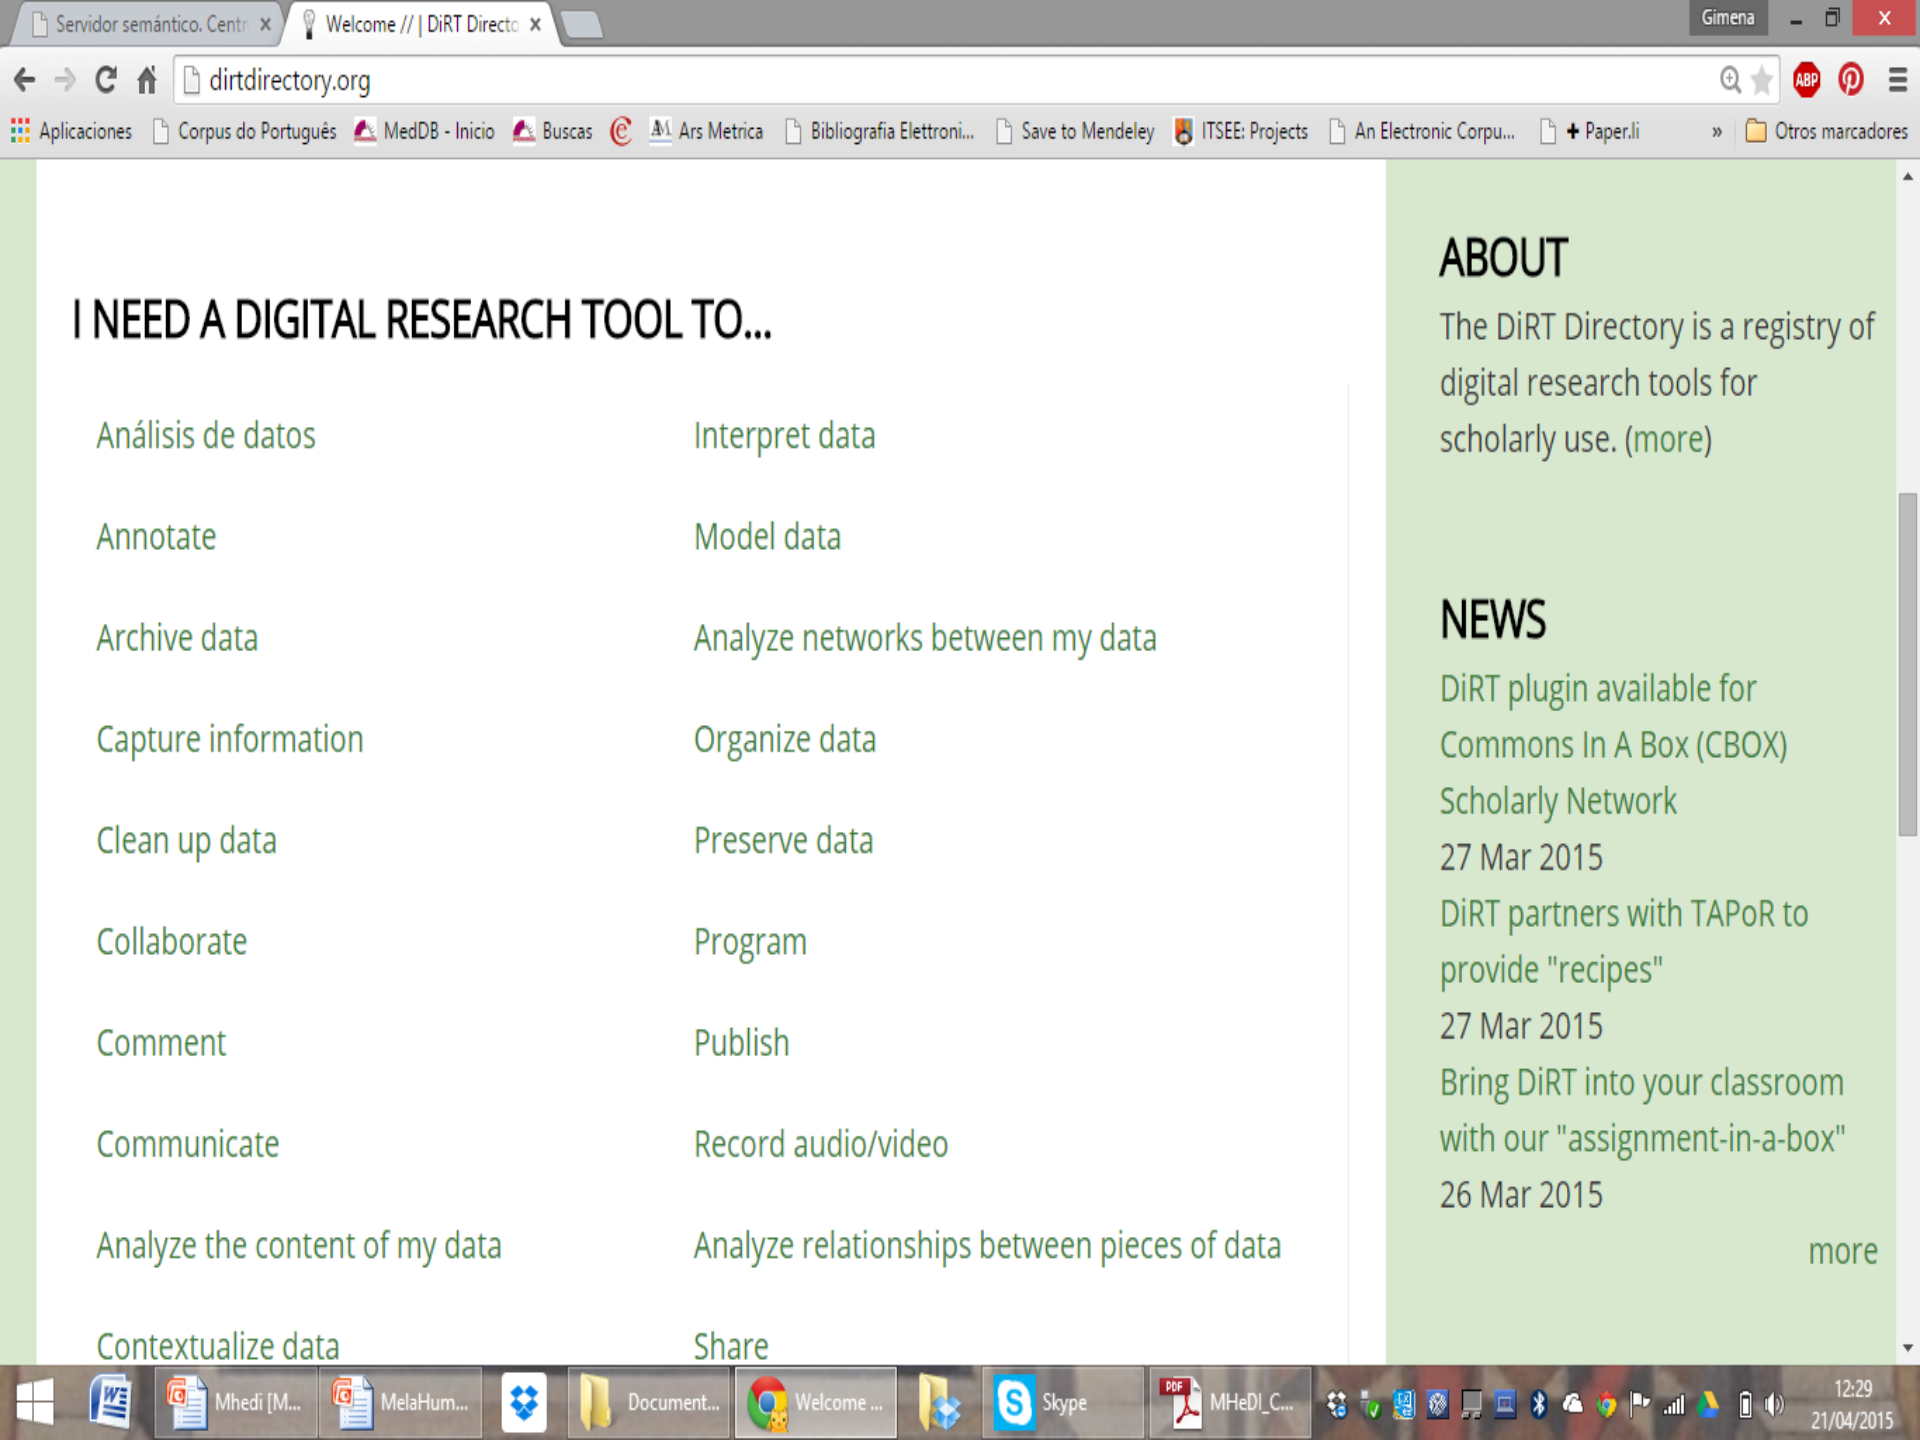 Servidor semántico. Centr
Welcome // | DiRT Directo
Gimena
dirtdirectory.org
ABP
Aplicaciones
Corpus do Português
MedDB - Inicio
Buscas
Ars Metrica
Bibliografia Elettroni...
Save to Mendeley
ITSEE: Projects
An Electronic Corpu...
+ Paper.li
»
Otros marcadores
I NEED A DIGITAL RESEARCH TOOL TO...
Análisis de datos
Interpret data
Annotate
Model data
Archive data
Analyze networks between my data
Capture information
Organize data
Clean up data
Preserve data
Collaborate
Program
Comment
Publish
Communicate
Record audio/video
Analyze the content of my data
Analyze relationships between pieces of data
Contextualize data
Share
ABOUT
The DiRT Directory is a registry of
digital research tools for
scholarly use. (more)
NEWS
DiRT plugin available for
Commons In A Box (CBOX)
Scholarly Network
27 Mar 2015
DiRT partners with TAPoR to
provide "recipes"
27 Mar 2015
Bring DiRT into your classroom
with our "assignment-in-a-box"
26 Mar 2015
more
Mhedi [M...
MelaHum...
Document...
Welcome ...
Skype
PDF
MHeDI_C...
12:29
21/04/2015